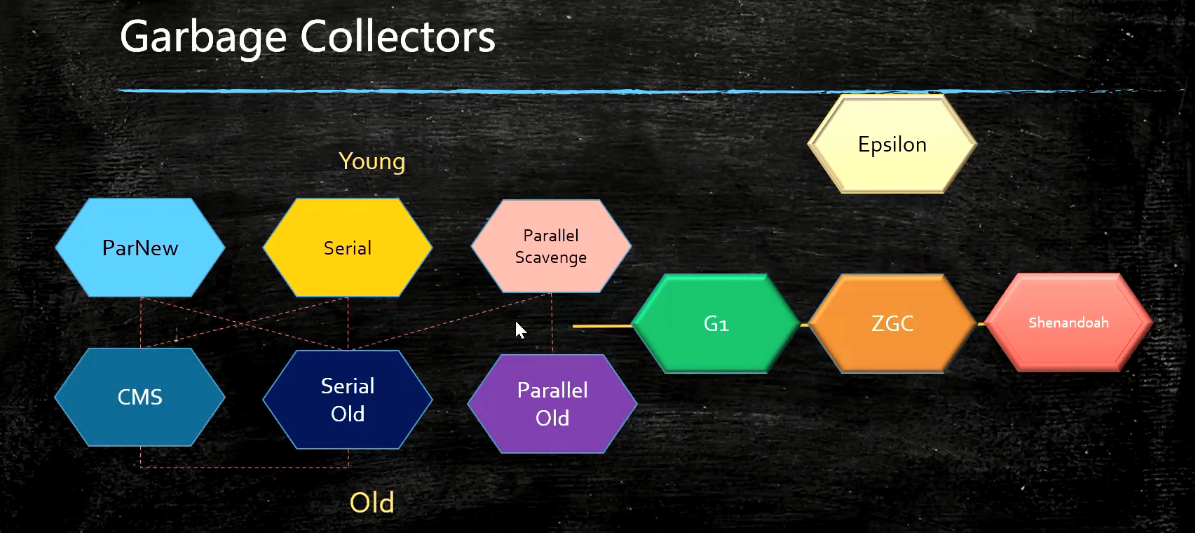 Garbage Collectors
Epsilon
Young
ParNew
Serial
Parallel
Scavenge
G1
ZGC
Shenandoah
CMS
Serial
Old
Parallel
Old
Old